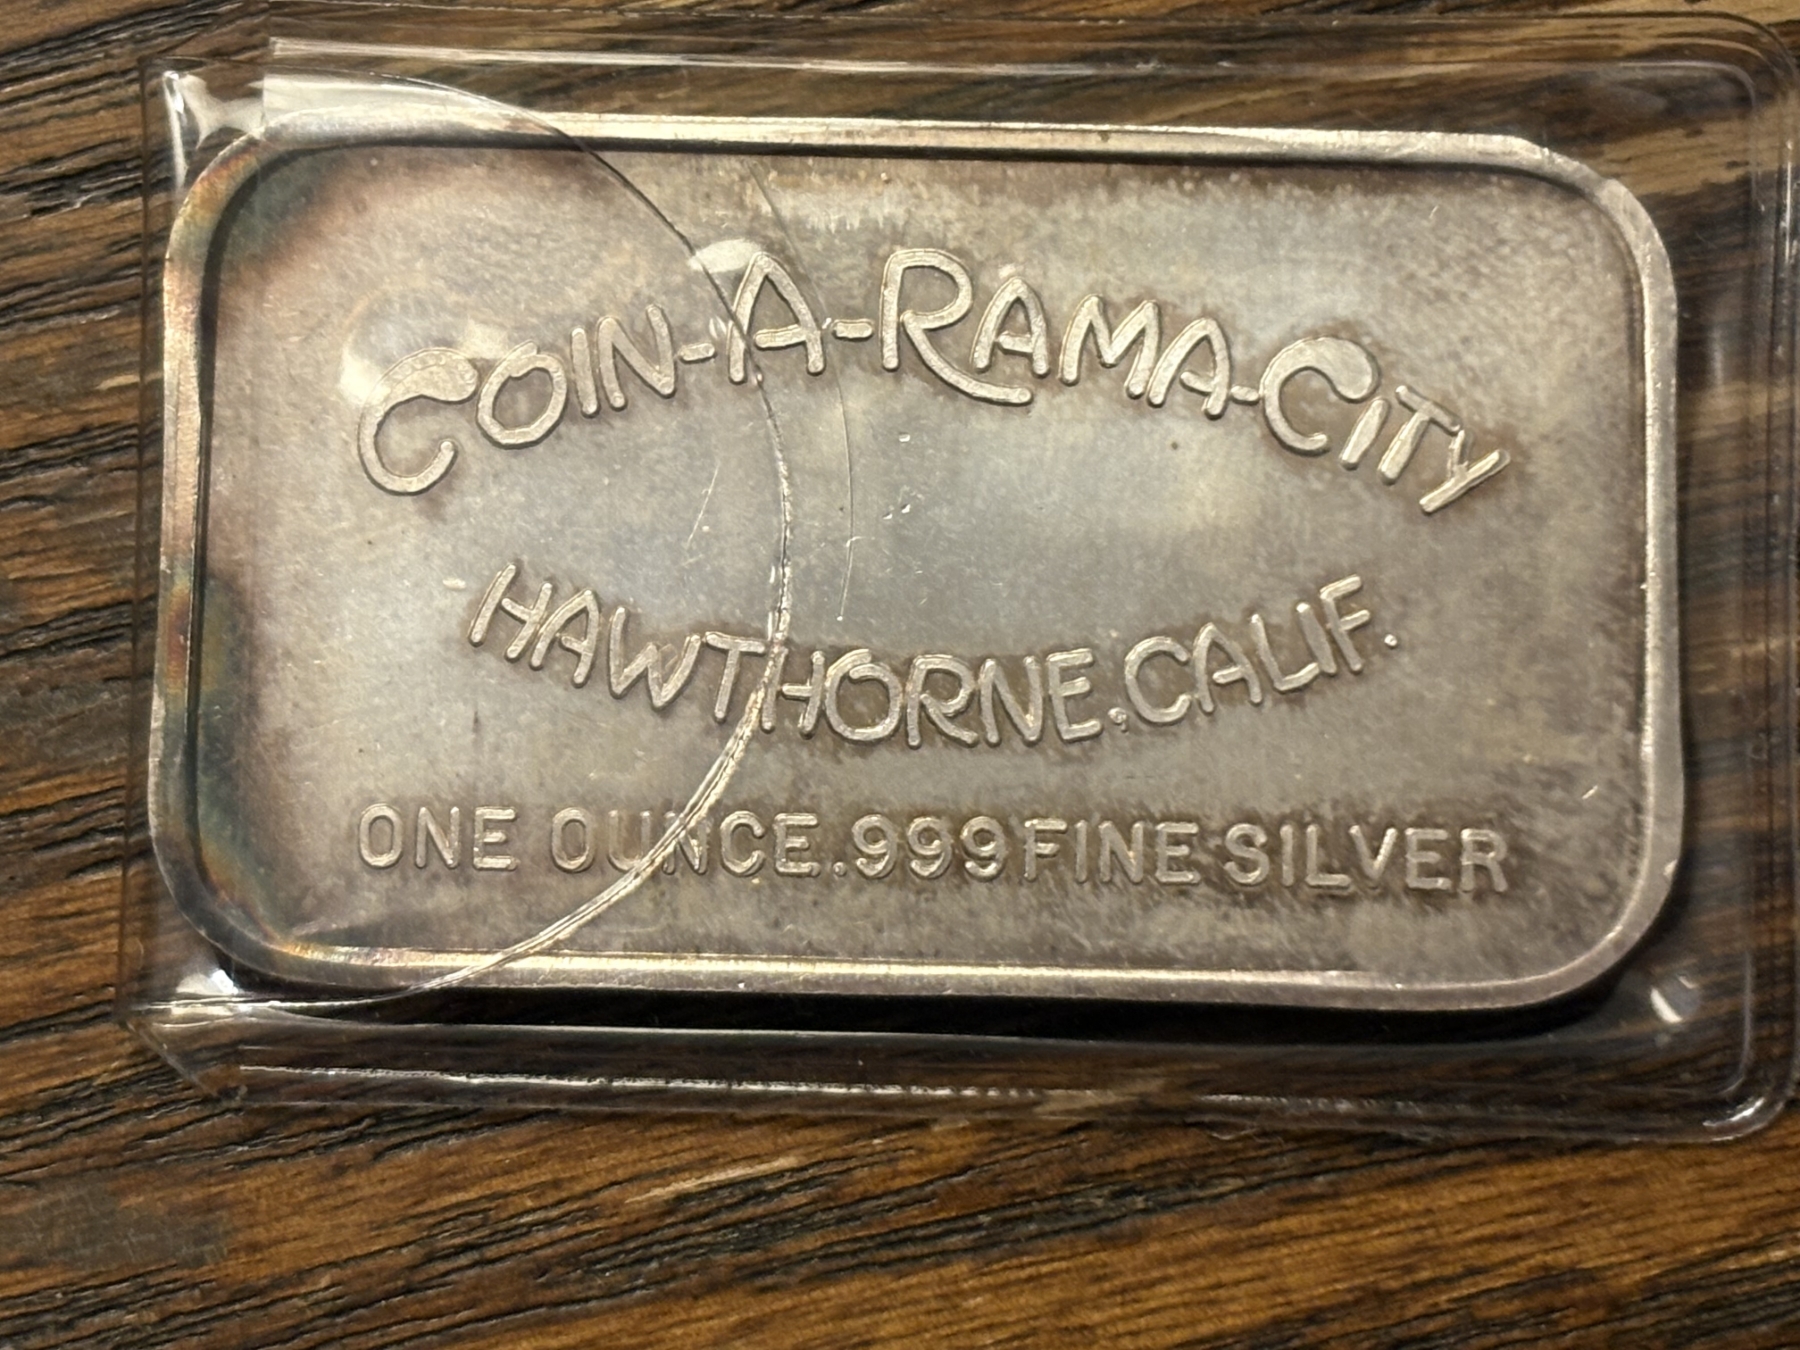 COIN-A-RAMA-CITY
HAWTHORNE, CALIF.
ONE OUNCE .999 FINE SILVER